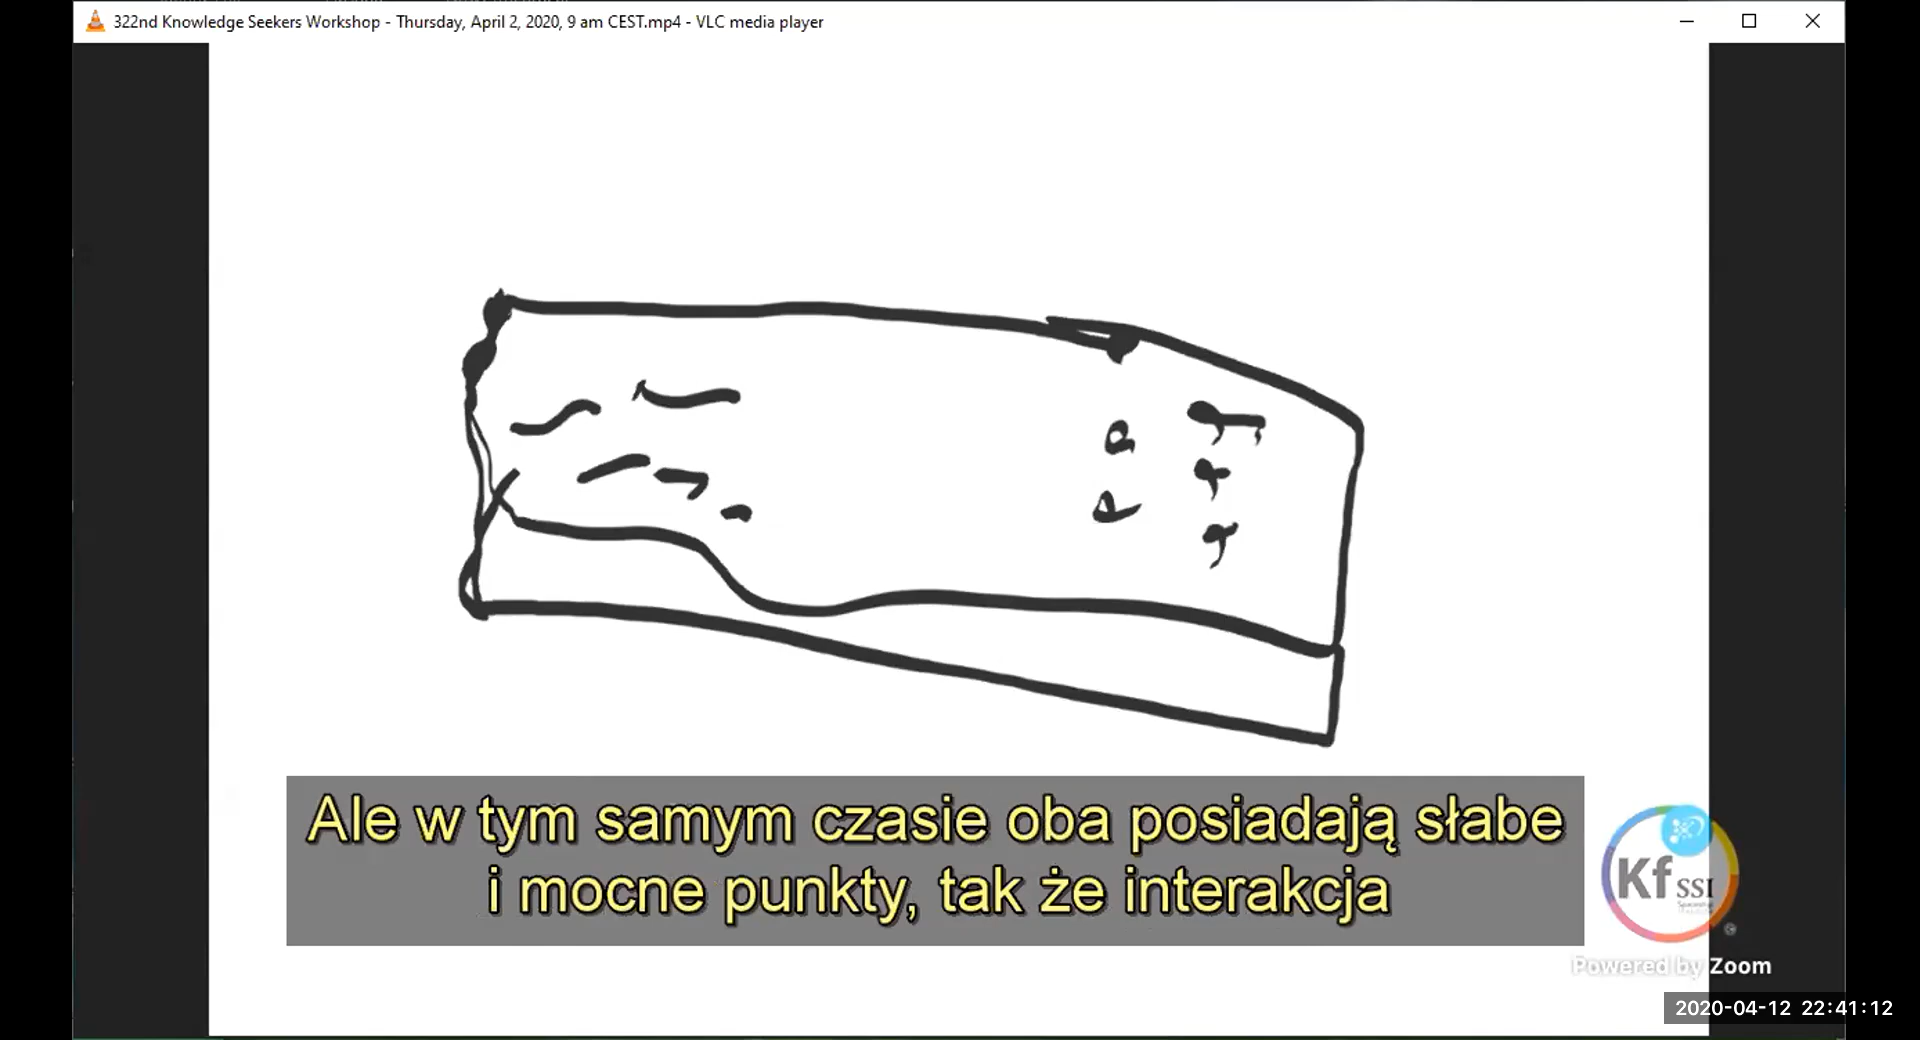 322nd Knowledge Seekers Workshop - Thursday, April 2, 2020, 9 am CEST.mp4 - VLC media player
Ale w tym samym czasie oba posiadają słabe
i mocne punkty, tak że interakcja
Kf SSI
Powered by Zoom
2020-04-12 22:41:12